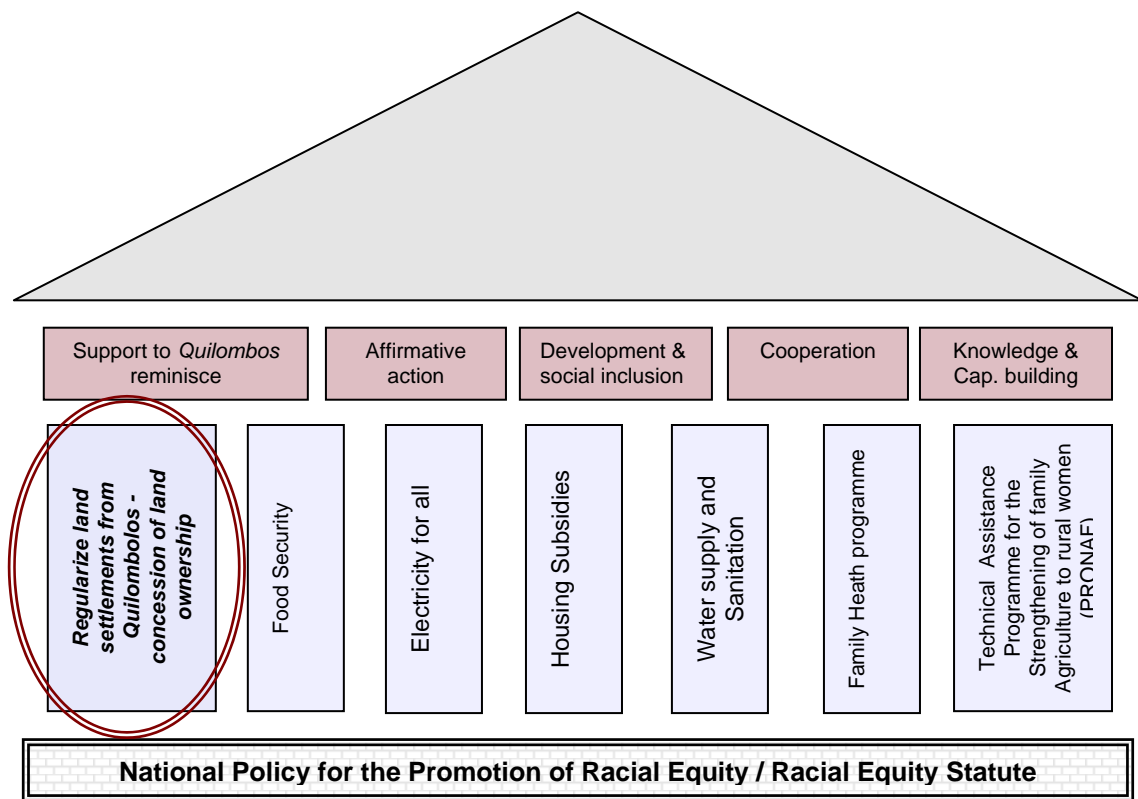 Support to Quilombos
reminisce
Affirmative
action
Development &
social inclusion
Cooperation
Knowledge &
Cap. building
Regularize land
settlements from
Quilombolos -
concession of land
ownership
Food Security
Electricity for all
Housing Subsidies
Water supply and
Sanitation
Family Heath programme
Technical Assistance
Programme for the
Strengthening of family
Agriculture to rural women
(PRONAF)
National Policy for the Promotion of Racial Equity / Racial Equity Statute